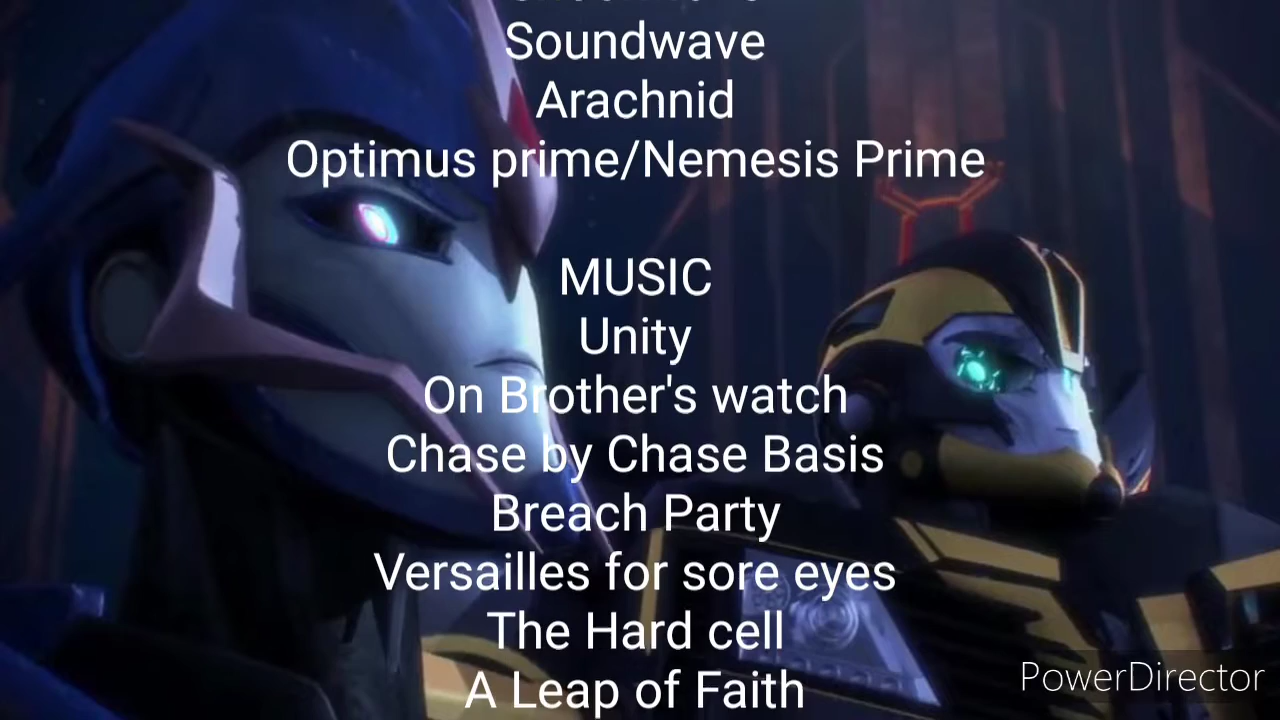 Soundwave
Arachnid
Optimus prime/Nemesis Prime
MUSIC
Unity
On Brother's watch
Chase by Chase Basis
Breach Party
Versailles for sore eyes
The Hard cell
A Leap of Faith
PowerDirector